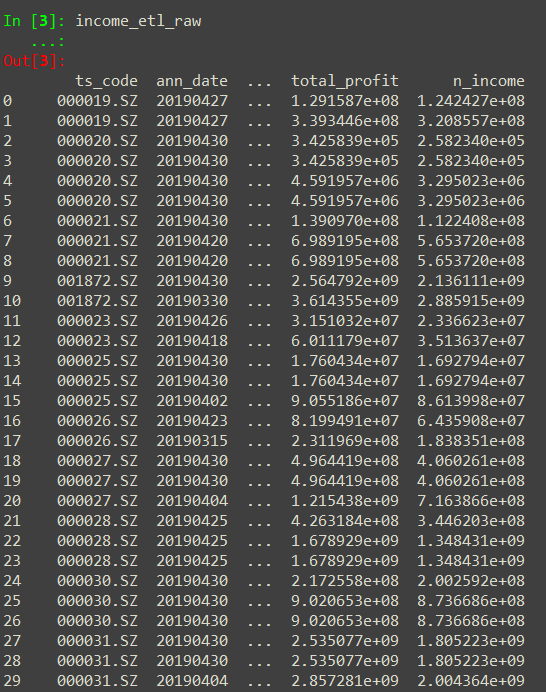 In [3]: income_etl_raw
...:
Out[3]:
ts_code ann_date ... total_profit n_income
0 000019.SZ 20190427 ... 1.291587e+08 1.242427e+08
1 000019.SZ 20190427 ... 3.393446e+08 3.208557e+08
2 000020.SZ 20190430 ... 3.425839e+05 2.582340e+05
3 000020.SZ 20190430 ... 3.425839e+05 2.582340e+05
4 000020.SZ 20190430 ... 4.591957e+06 3.295023e+06
5 000020.SZ 20190430 ... 4.591957e+06 3.295023e+06
6 000021.SZ 20190430 ... 1.390970e+08 1.122408e+08
7 000021.SZ 20190420 ... 6.989195e+08 5.653720e+08
8 000021.SZ 20190420 ... 6.989195e+08 5.653720e+08
9 001872.SZ 20190430 ... 2.564792e+09 2.136111e+09
10 001872.SZ 20190330 ... 3.614355e+09 2.885915e+09
11 000023.SZ 20190426 ... 3.151032e+07 2.336623e+07
12 000023.SZ 20190418 ... 6.011179e+07 3.513637e+07
13 000025.SZ 20190430 ... 1.760434e+07 1.692794e+07
14 000025.SZ 20190430 ... 1.760434e+07 1.692794e+07
15 000025.SZ 20190402 ... 9.055186e+07 8.613998e+07
16 000026.SZ 20190423 ... 8.199491e+07 6.435908e+07
17 000026.SZ 20190315 ... 2.311969e+08 1.838351e+08
18 000027.SZ 20190430 ... 4.964419e+08 4.060261e+08
19 000027.SZ 20190430 ... 4.964419e+08 4.060261e+08
20 000027.SZ 20190404 ... 1.215438e+09 7.163866e+08
21 000028.SZ 20190425 ... 4.263184e+08 3.446203e+08
22 000028.SZ 20190425 ... 1.678929e+09 1.348431e+09
23 000028.SZ 20190425 ... 1.678929e+09 1.348431e+09
24 000030.SZ 20190430 ... 2.172558e+08 2.002592e+08
25 000030.SZ 20190430 ... 9.020653e+08 8.736686e+08
26 000030.SZ 20190430 ... 9.020653e+08 8.736686e+08
27 000031.SZ 20190430 ... 2.535077e+09 1.805223e+09
28 000031.SZ 20190430 ... 2.535077e+09 1.805223e+09
29 000031.SZ 20190404 ... 2.857281e+09 2.004364e+09